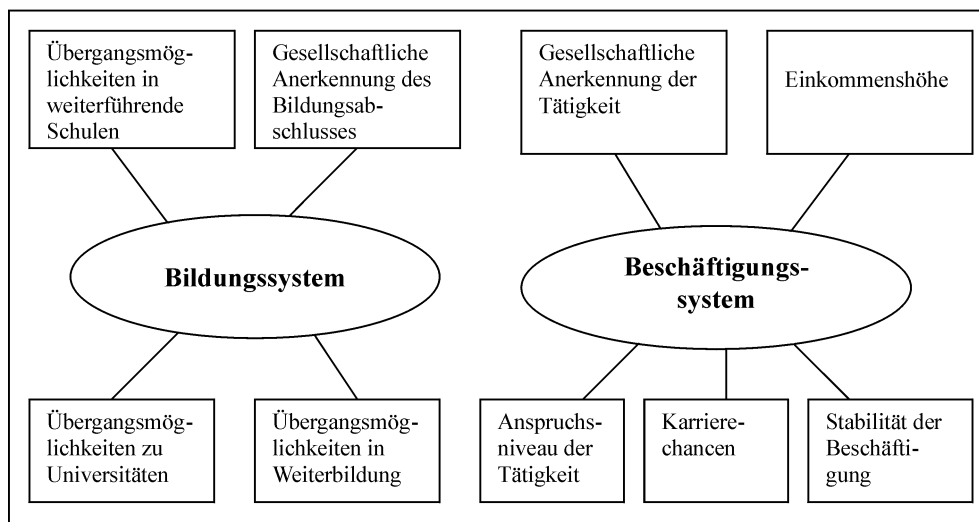 Übergangsmög-
lichkeiten in
weiterführende
Schulen
Gesellschaftliche
Anerkennung des
Bildungsab-
schlusses
Gesellschaftliche
Anerkennung der
Tätigkeit
Einkommenshöhe
Bildungssystem
Beschäftigungs-
system
Übergangsmög-
lichkeiten zu
Universitäten
Übergangsmög-
lichkeiten in
Weiterbildung
Anspruchs-
niveau der
Tätigkeit
Karriere-
chancen
Stabilität der
Beschäfti-
gung